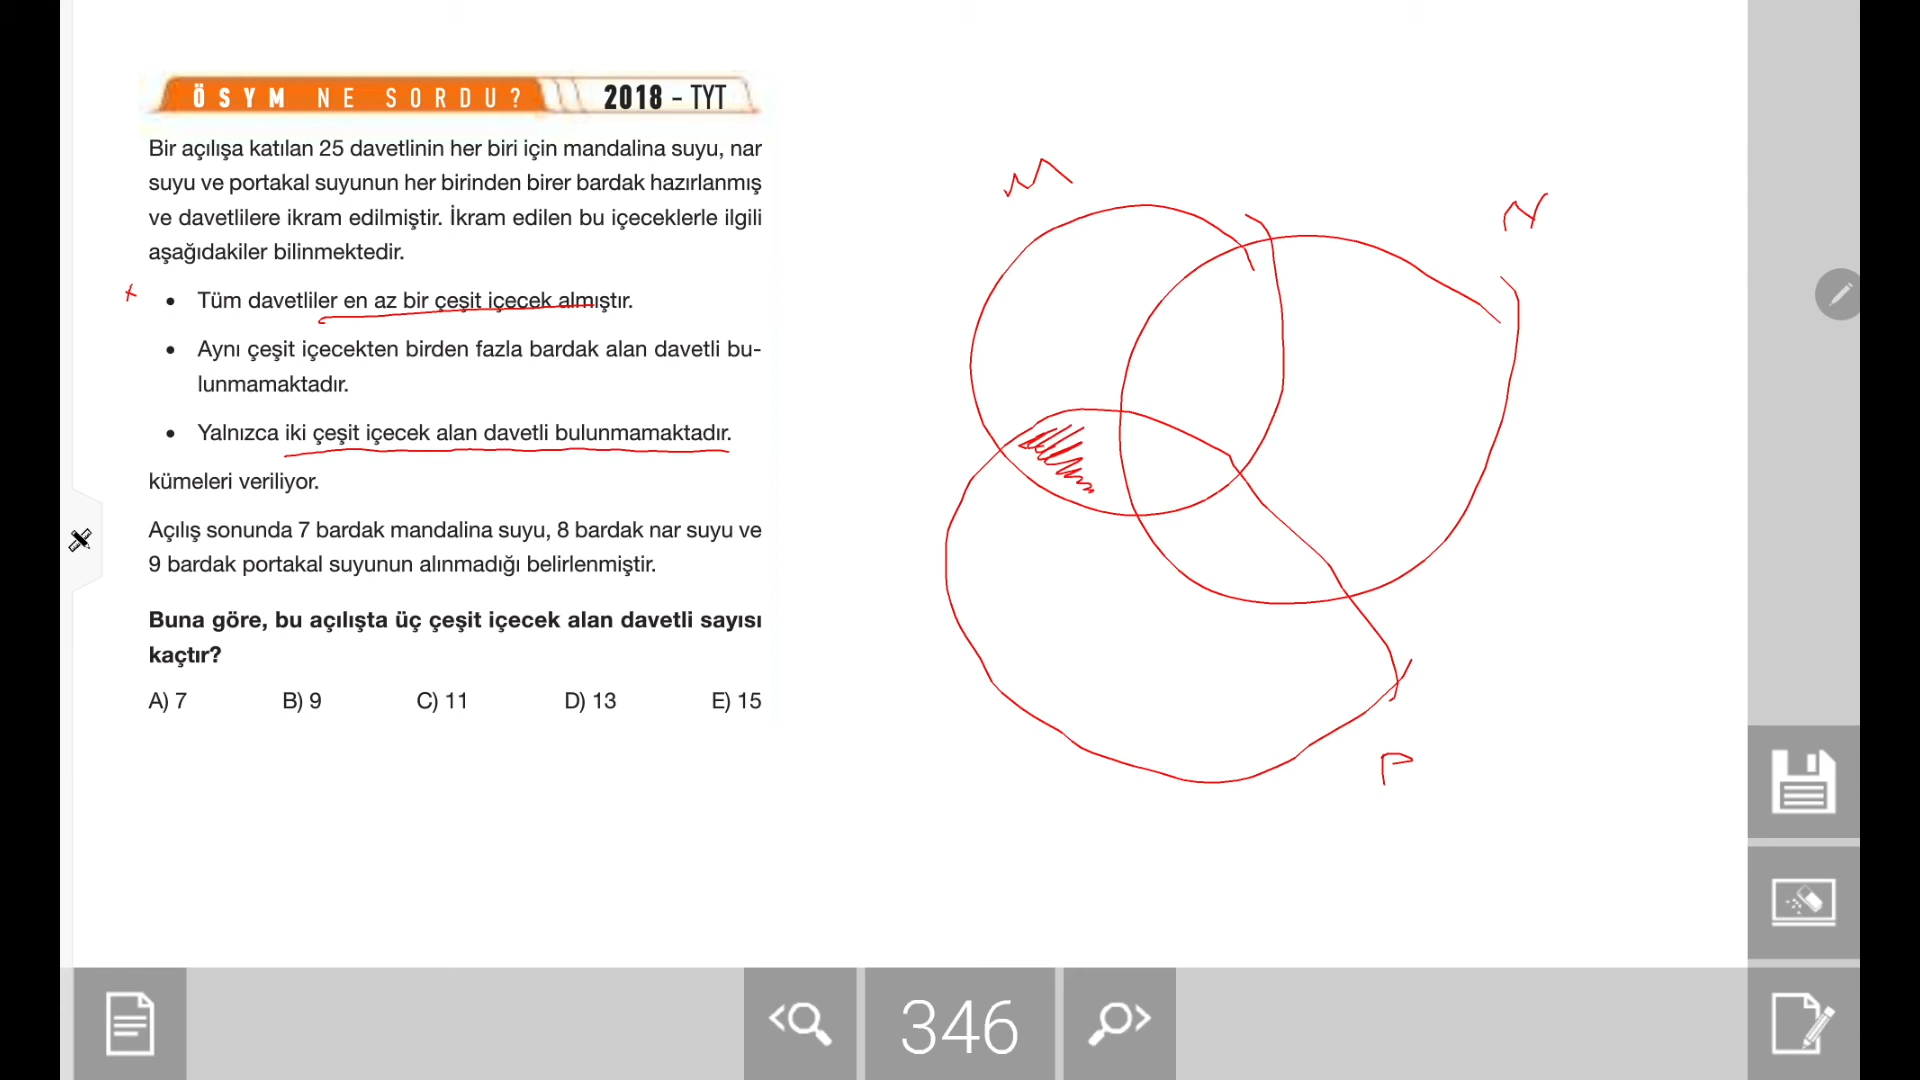 ÖSYM NE SORDU? 2018 - TYT
Bir açılışa katılan 25 davetlinin her biri için mandalina suyu, nar
suyu ve portakal suyunun her birinden birer bardak hazırlanmış
ve davetlilere ikram edilmiştir. İkram edilen bu içeceklerle ilgili
aşağıdakiler bilinmektedir.
• Tüm davetliler en az bir çeşit içecek almıştır.
• Aynı çeşit içecekten birden fazla bardak alan davetli bu-
lunmamaktadır.
• Yalnızca iki çeşit içecek alan davetli bulunmamaktadır.
kümeleri veriliyor.
Açılış sonunda 7 bardak mandalina suyu, 8 bardak nar suyu ve
9 bardak portakal suyunun alınmadığı belirlenmiştir.
Buna göre, bu açılışta üç çeşit içecek alan davetli sayısı
kaçtır?
A) 7 B) 9 C) 11 D) 13 E) 15
M
N
P
346